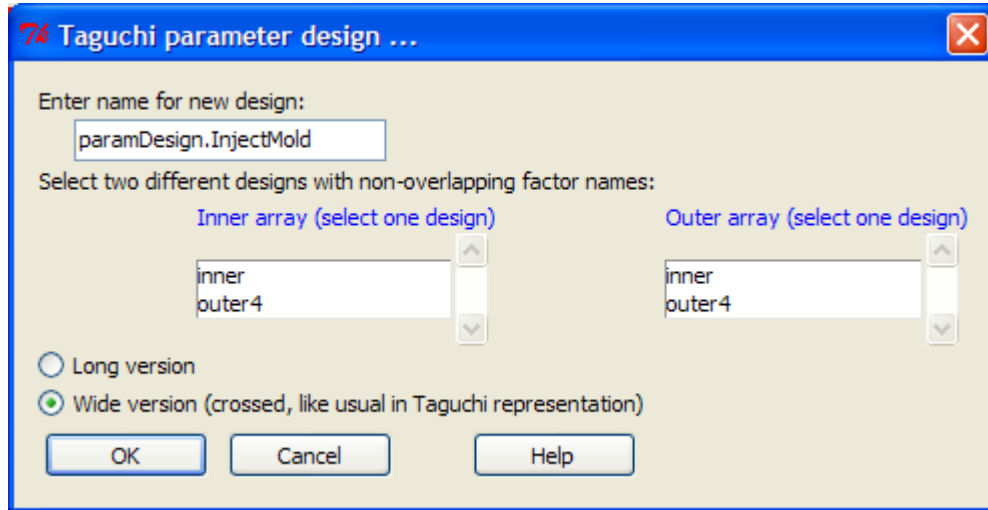 Taguchi parameter design ...
Enter name for new design:
paramDesign.InjectMold
Select two different designs with non-overlapping factor names:
Inner array (select one design) Outer array (select one design)
inner inner
outer4 outer4
Long version
Wide version (crossed, like usual in Taguchi representation)
OK Cancel Help